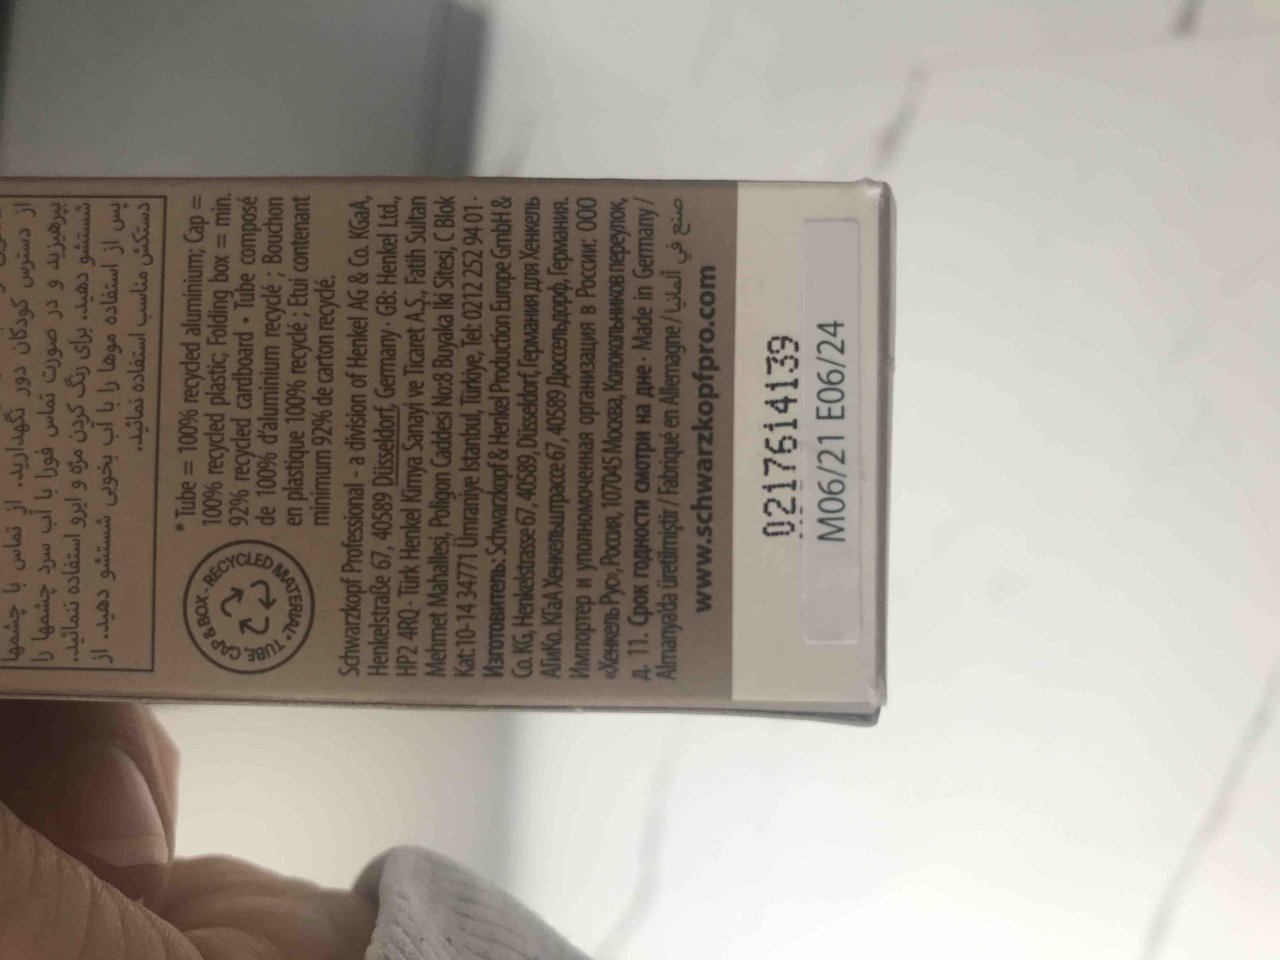 از دسترس کودکان دور نگهدارید. از تماس با چشمها
بپرهیزید و در صورت تماس فورا با آب سرد چشمها را
شستشو دهید. برای رنگ کردن مژه و ابرو استفاده ننمائید.
پس از استفاده موها را با آب بخوبی شستشو دهید. از
دستکش مناسب استفاده نمائید.
* Tube = 100% recycled aluminium; Cap =
100% recycled plastic; Folding box = min.
92% recycled cardboard • Tube composé
de 100% d'aluminium recyclé ; Bouchon
en plastique 100% recyclé ; Etui contenant
minimum 92% de carton recyclé.
TUBE, CAP & BOX - RECYCLED MATERIAL* •
Schwarzkopf Professional - a division of Henkel AG & Co. KGaA,
Henkelstraße 67, 40589 Düsseldorf, Germany · GB: Henkel Ltd.,
HP2 4RQ · Türk Henkel Kimya Sanayi ve Ticaret A.Ş., Fatih Sultan
Mehmet Mahallesi, Poligon Caddesi No:8 Buyaka Iki Sitesi, C Blok
Kat:10-14 34771 Ümraniye Istanbul, Türkiye, Tel: 0212 252 94 01 ·
Изготовитель: Schwarzkopf & Henkel Production Europe GmbH &
Co. KG, Henkelstrasse 67, 40589, Düsseldorf, Германия для Хенкель
АГиКо. КГаА Хенкельштрассе 67, 40589 Дюссельдорф, Германия.
Импортер и уполномоченная организация в России: ООО
«Хенкель Рус», Россия, 107045 Москва, Колокольников переулок,
д. 11. Срок годности смотри на дне · Made in Germany /
Almanya'da üretilmiştir / Fabriqué en Allemagne / صنع في ألمانيا
www.schwarzkopfpro.com
0217614139
M06/21 E06/24